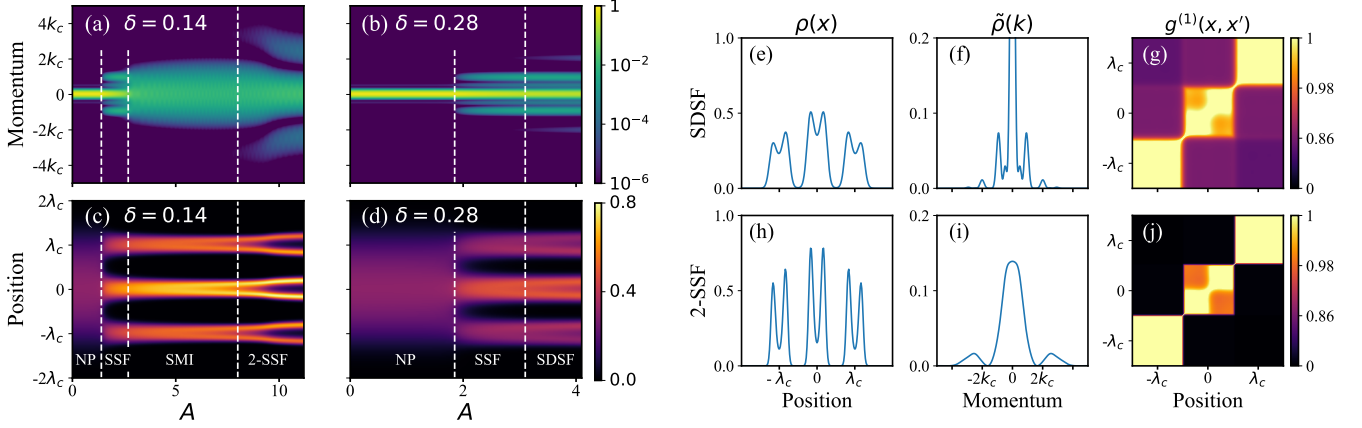 (a) δ = 0.14
Momentum
4k_c
2k_c
0
-2k_c
-4k_c
(b) δ = 0.28
1
10⁻²
10⁻⁴
10⁻⁶
(c) δ = 0.14
Position
2λ_c
λ_c
0
-λ_c
-2λ_c
NP SSF SMI 2-SSF
0 5 10
A
(d) δ = 0.28
NP SSF SDSF
0 2 4
A
0.8
0.4
0.0
ρ(x)
ρ̃(k)
g⁽¹⁾(x, x′)
SDSF
(e)
1.0
0.5
0.0
(f)
0.2
0.1
0.0
(g)
λ_c
0
-λ_c
1
0.98
0.86
0
2-SSF
(h)
1.0
0.5
0.0
-λ_c 0 λ_c
Position
(i)
0.2
0.1
0.0
-2k_c 0 2k_c
Momentum
(j)
λ_c
0
-λ_c
-λ_c 0 λ_c
Position
1
0.98
0.86
0